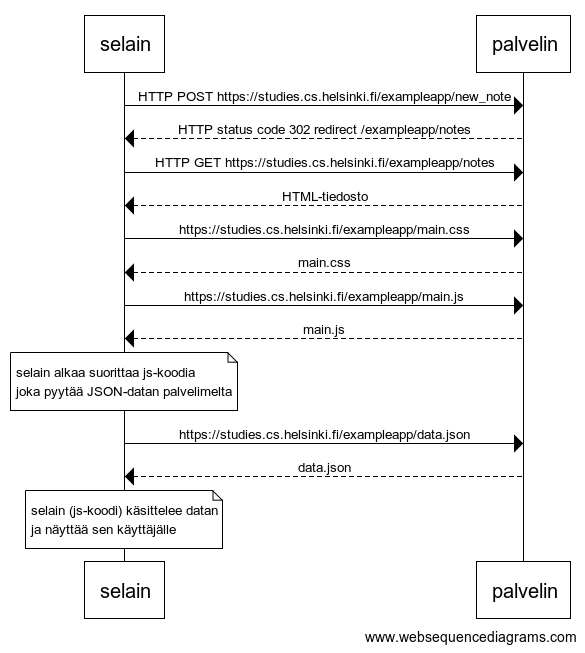 selain
palvelin
HTTP POST https://studies.cs.helsinki.fi/exampleapp/new_note
HTTP status code 302 redirect /exampleapp/notes
HTTP GET https://studies.cs.helsinki.fi/exampleapp/notes
HTML-tiedosto
https://studies.cs.helsinki.fi/exampleapp/main.css
main.css
https://studies.cs.helsinki.fi/exampleapp/main.js
main.js
selain alkaa suorittaa js-koodia
joka pyytää JSON-datan palvelimelta
https://studies.cs.helsinki.fi/exampleapp/data.json
data.json
selain (js-koodi) käsittelee datan
ja näyttää sen käyttäjälle
selain
palvelin
www.websequencediagrams.com